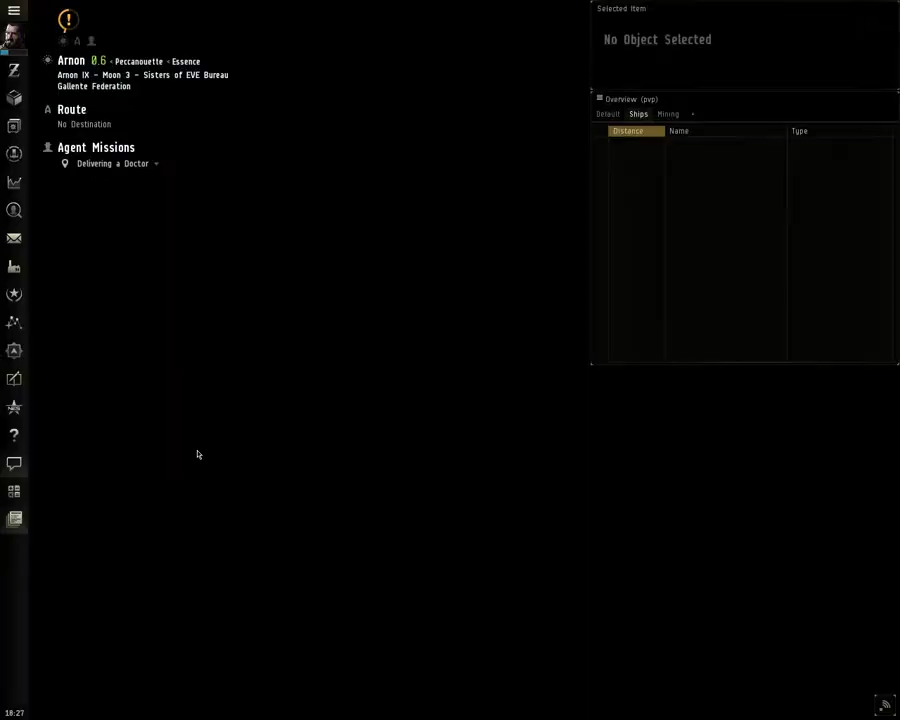 Arnon 0.6 < Peccanouette < Essence
Arnon IX - Moon 3 - Sisters of EVE Bureau
Gallente Federation
Route
No Destination
Agent Missions
Delivering a Doctor
Selected Item
No Object Selected
Overview (pvp)
Default Ships Mining +
Distance Name Type
18:27